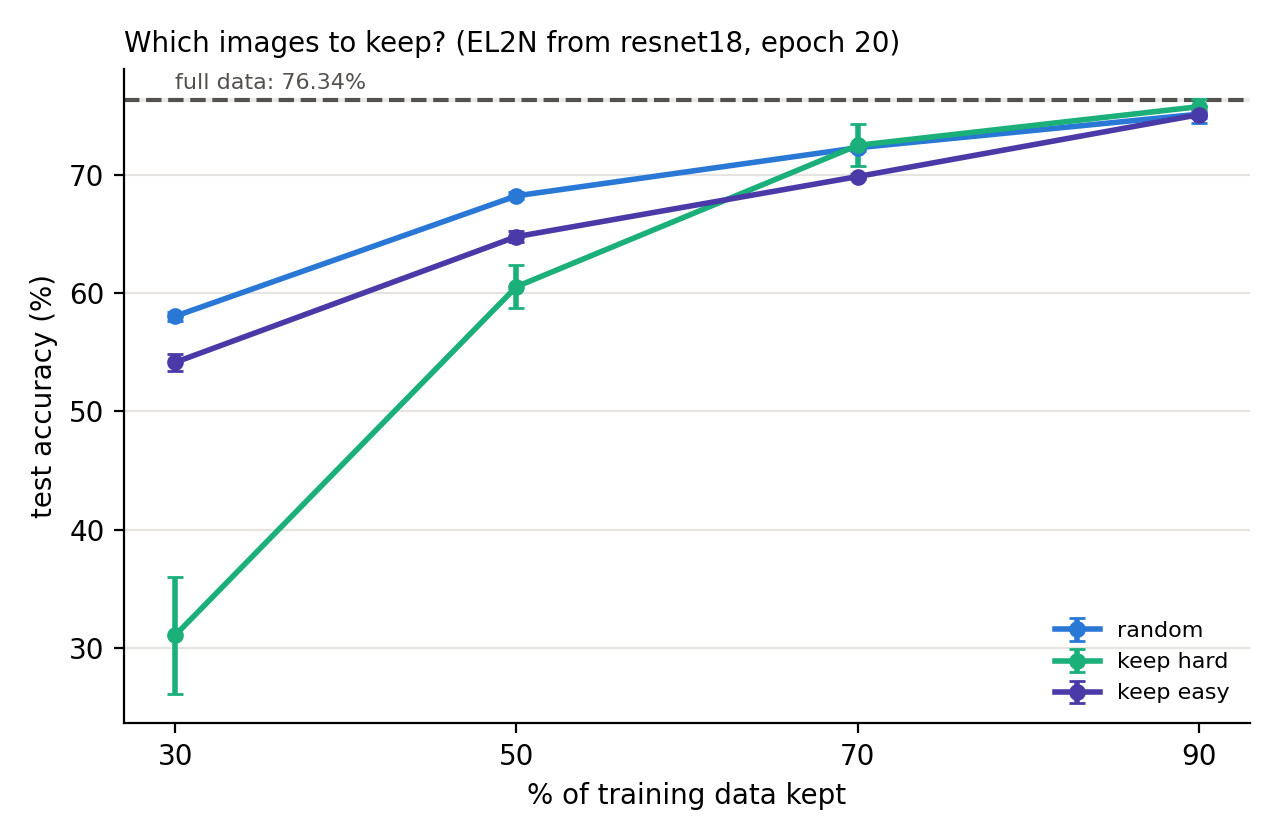 Which images to keep? (EL2N from resnet18, epoch 20)
full data: 76.34%
test accuracy (%)
70
60
50
40
30
random
keep hard
keep easy
30 50 70 90
% of training data kept